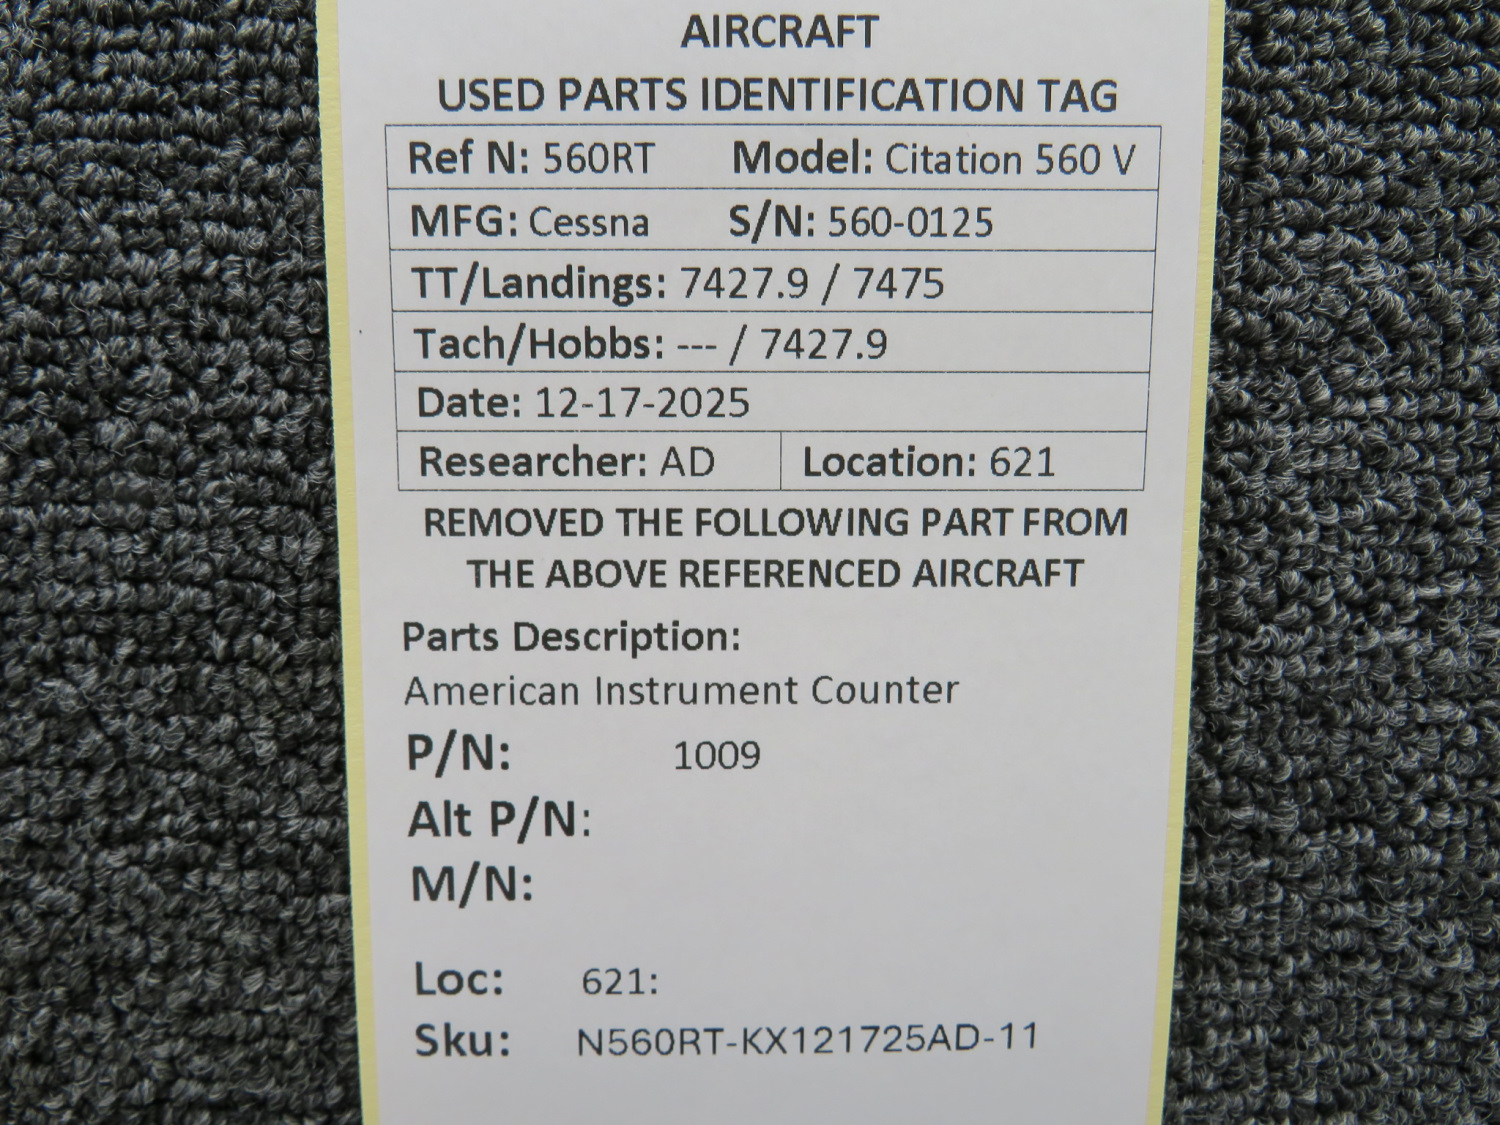 AIRCRAFT
USED PARTS IDENTIFICATION TAG
Ref N: 560RT Model: Citation 560 V
MFG: Cessna S/N: 560-0125
TT/Landings: 7427.9 / 7475
Tach/Hobbs: --- / 7427.9
Date: 12-17-2025
Researcher: AD Location: 621
REMOVED THE FOLLOWING PART FROM
THE ABOVE REFERENCED AIRCRAFT
Parts Description:
American Instrument Counter
P/N: 1009
Alt P/N:
M/N:
Loc: 621:
Sku: N560RT-KX121725AD-11